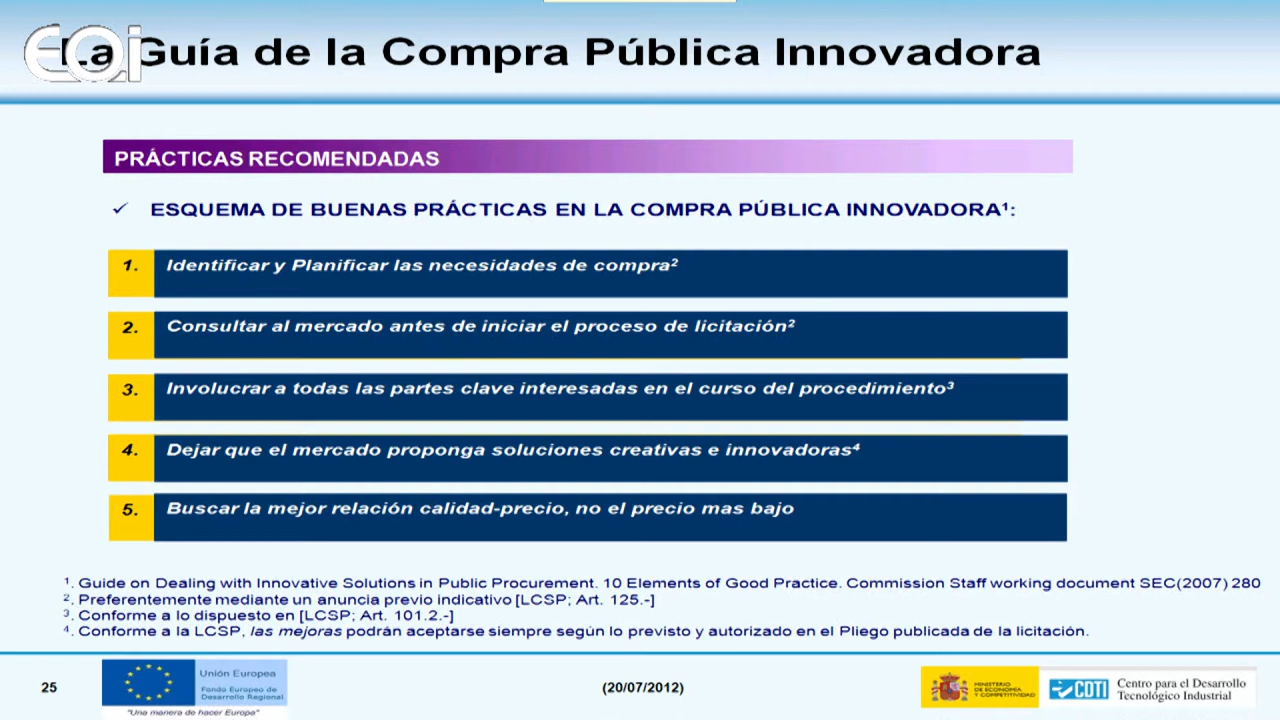 EOi
La Guía de la Compra Pública Innovadora
PRÁCTICAS RECOMENDADAS
✓ ESQUEMA DE BUENAS PRÁCTICAS EN LA COMPRA PÚBLICA INNOVADORA¹:
1. Identificar y Planificar las necesidades de compra²
2. Consultar al mercado antes de iniciar el proceso de licitación²
3. Involucrar a todas las partes clave interesadas en el curso del procedimiento³
4. Dejar que el mercado proponga soluciones creativas e innovadoras⁴
5. Buscar la mejor relación calidad-precio, no el precio mas bajo
¹. Guide on Dealing with Innovative Solutions in Public Procurement. 10 Elements of Good Practice. Commission Staff working document SEC(2007) 280
². Preferentemente mediante un anuncia previo indicativo [LCSP; Art. 125.-]
³. Conforme a lo dispuesto en [LCSP; Art. 101.2.-]
⁴. Conforme a la LCSP, las mejoras podrán aceptarse siempre según lo previsto y autorizado en el Pliego publicada de la licitación.
25
Unión Europea
Fondo Europeo de
Desarrollo Regional
"Una manera de hacer Europa"
(20/07/2012)
MINISTERIO
DE ECONOMÍA
Y COMPETITIVIDAD
CDTI
Centro para el Desarrollo
Tecnológico Industrial